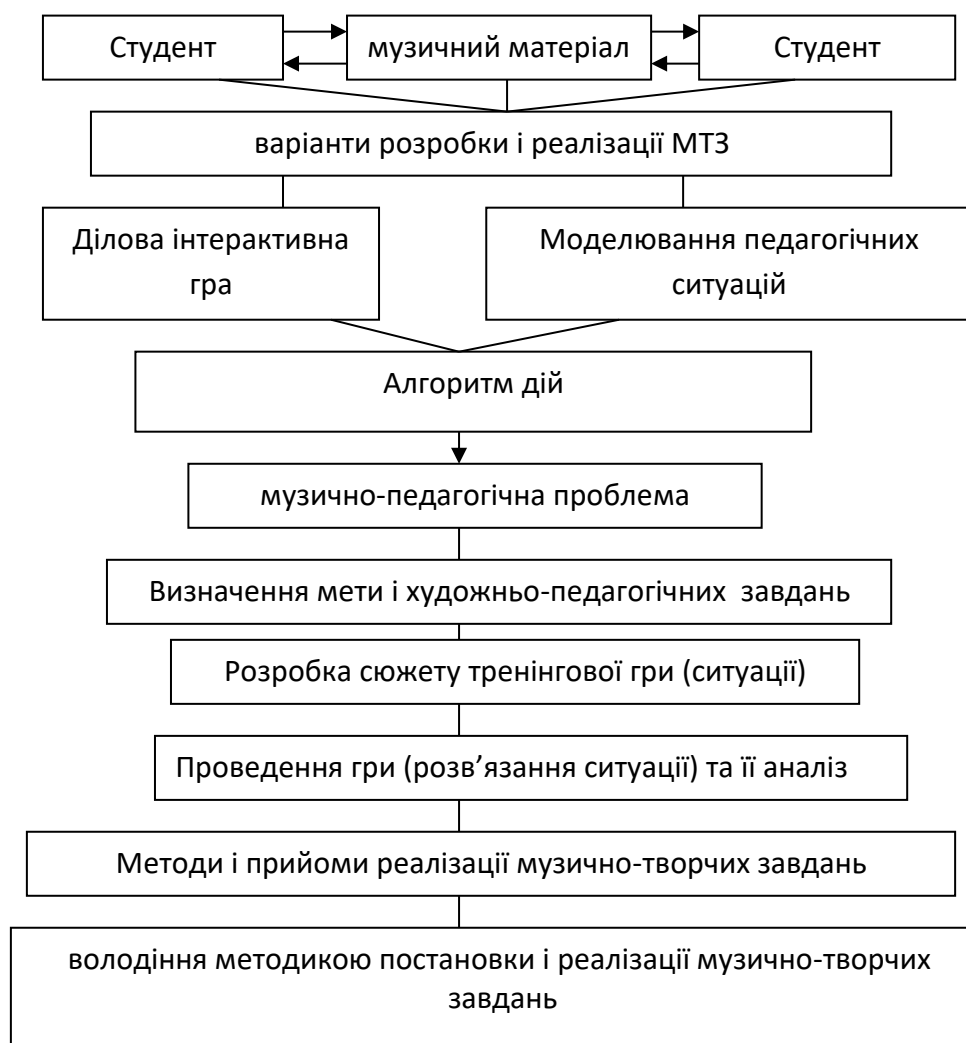 Студент
музичний матеріал
Студент
варіанти розробки і реалізації МТЗ
Ділова інтерактивна
гра
Моделювання педагогічних
ситуацій
Алгоритм дій
музично-педагогічна проблема
Визначення мети і художньо-педагогічних завдань
Розробка сюжету тренінгової гри (ситуації)
Проведення гри (розв’язання ситуації) та її аналіз
Методи і прийоми реалізації музично-творчих завдань
володіння методикою постановки і реалізації музично-творчих
завдань